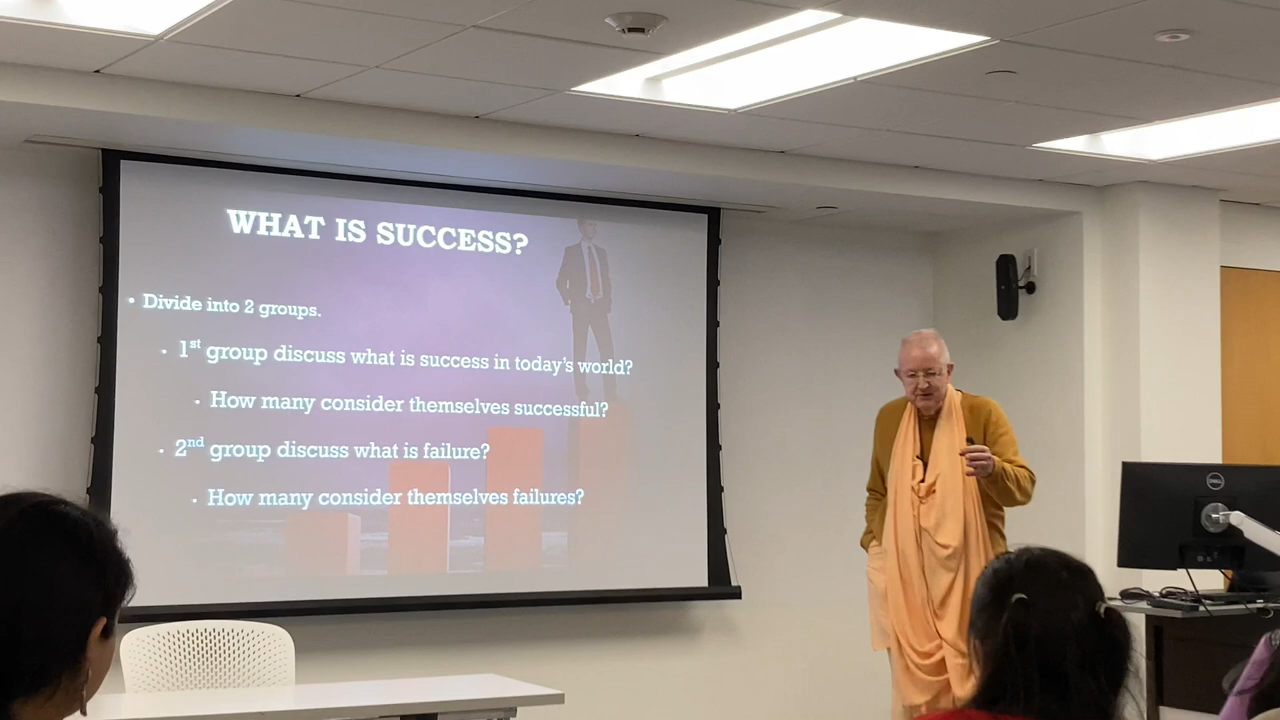 WHAT IS SUCCESS?
• Divide into 2 groups.
• 1st group discuss what is success in today's world?
• How many consider themselves successful?
• 2nd group discuss what is failure?
• How many consider themselves failures?
DELL